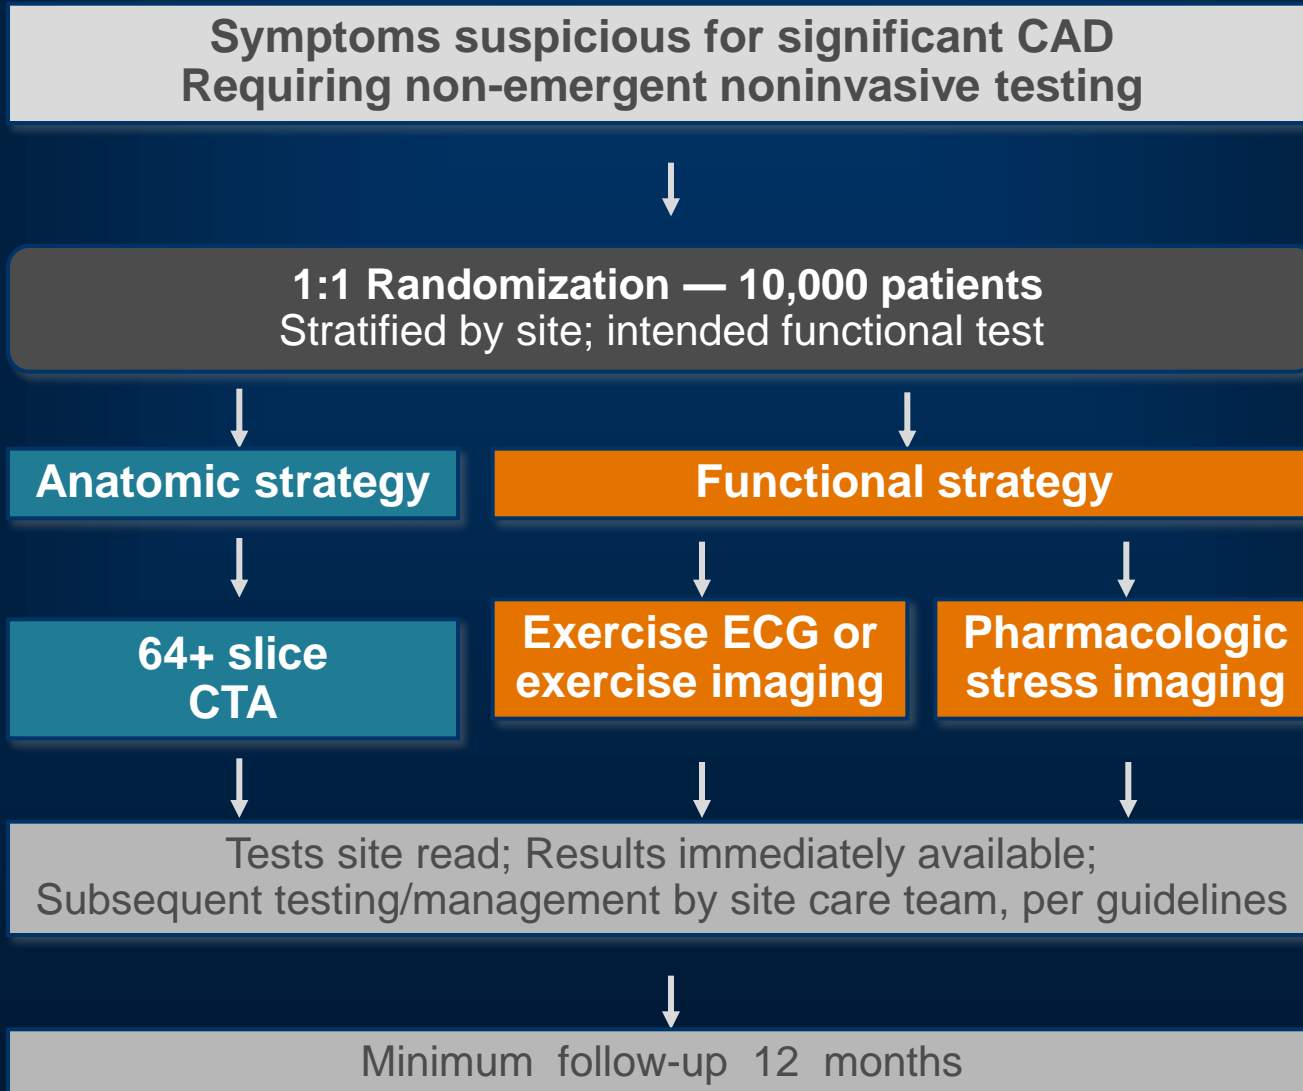 Symptoms suspicious for significant CAD
Requiring non-emergent noninvasive testing
1:1 Randomization — 10,000 patients
Stratified by site; intended functional test
Anatomic strategy
Functional strategy
64+ slice
CTA
Exercise ECG or
exercise imaging
Pharmacologic
stress imaging
Tests site read; Results immediately available;
Subsequent testing/management by site care team, per guidelines
Minimum follow-up 12 months